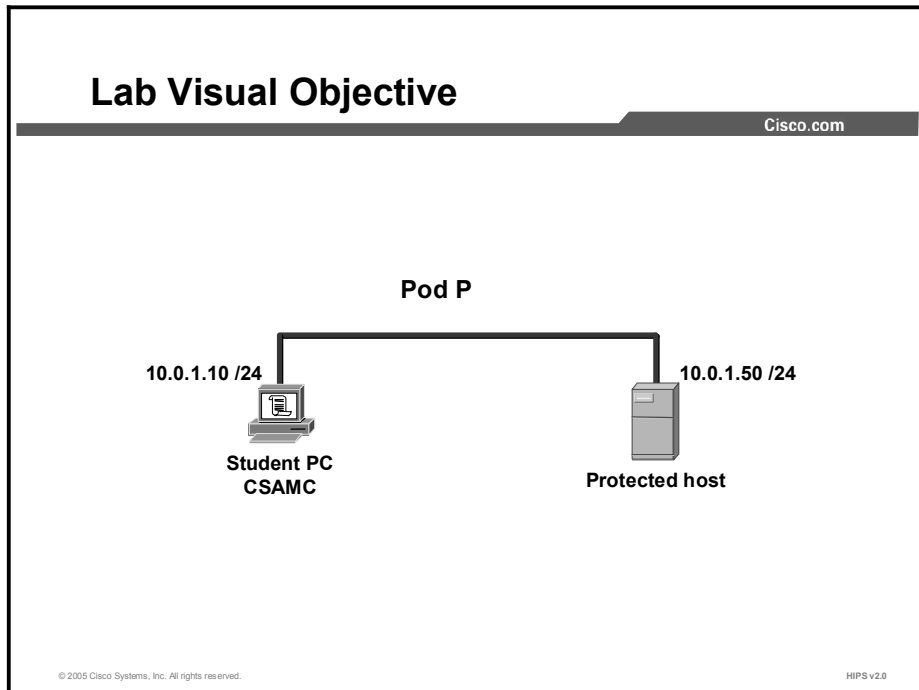 Lab Visual Objective
Cisco.com
Pod P
10.0.1.10 /24
10.0.1.50 /24
Student PC
CSAMC
Protected host
© 2005 Cisco Systems, Inc. All rights reserved.
HIPS v2.0